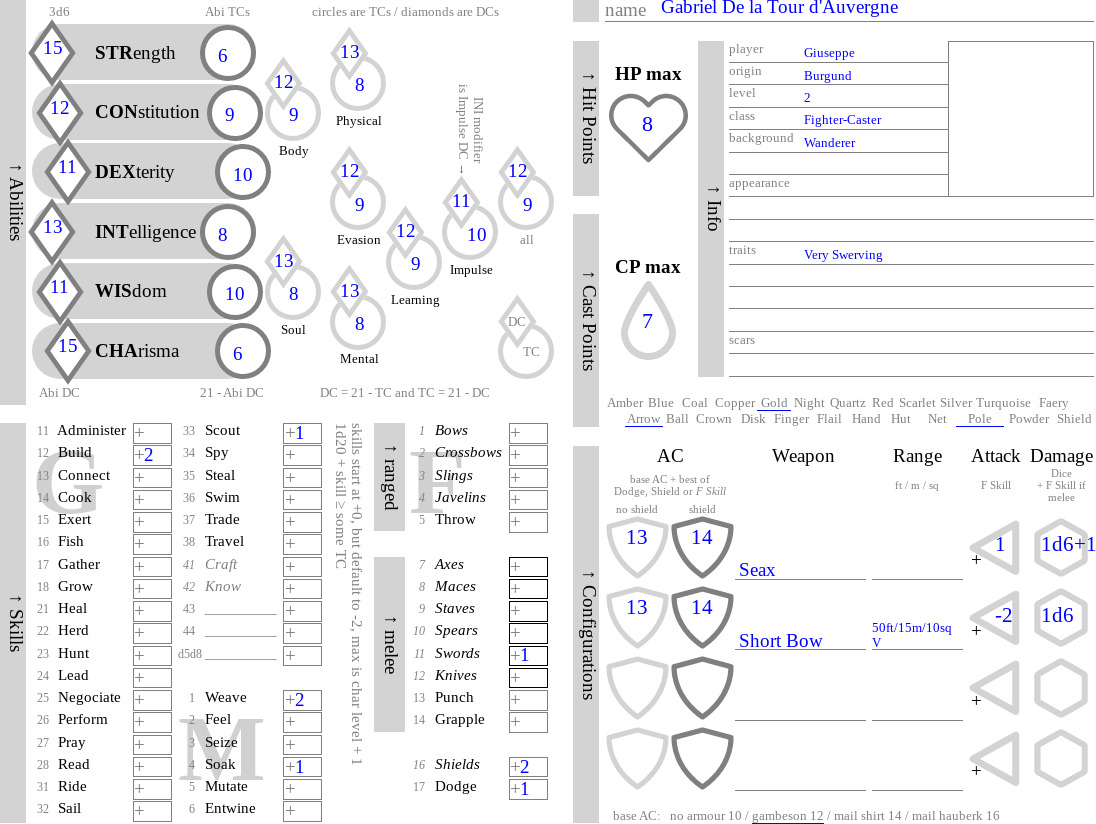 3d6 Abi TCs circles are TCs / diamonds are DCs
↑ Abilities
15 STRength 6
12 CONstitution 9
11 DEXterity 10
13 INTelligence 8
11 WISdom 10
15 CHArisma 6
12 9 Body
13 8 Soul
13 8 Physical
12 9 Evasion
13 8 Mental
12 9 Learning
INI modifier
is Impulse DC →
11 10 Impulse
12 9 all
DC TC
Abi DC 21 - Abi DC DC = 21 - TC and TC = 21 - DC
name Gabriel De la Tour d'Auvergne
↑ Hit Points
HP max
8
↑ Cast Points
CP max
7
↑ Info
player Giuseppe
origin Burgund
level 2
class Fighter-Caster
background Wanderer
appearance
traits Very Swerving
scars
Amber Blue Coal Copper Gold Night Quartz Red Scarlet Silver Turquoise Faery
Arrow Ball Crown Disk Finger Flail Hand Hut Net Pole Powder Shield
↑ Skills
G
11 Administer +
12 Build +2
13 Connect +
14 Cook +
15 Exert +
16 Fish +
17 Gather +
18 Grow +
21 Heal +
22 Herd +
23 Hunt +
24 Lead +
25 Negociate +
26 Perform +
27 Pray +
28 Read +
31 Ride +
32 Sail +
33 Scout +1
34 Spy +
35 Steal +
36 Swim +
37 Trade +
38 Travel +
41 Craft +
42 Know +
43 ___________ +
44 ___________ +
d5d8 ___________ +
M
1 Weave +2
2 Feel +
3 Seize +
4 Soak +1
5 Mutate +
6 Entwine +
skills start at +0, but default to -2, max is char level + 1
1d20 + skill ≥ some TC
↑ ranged
F
1 Bows +
2 Crossbows +
3 Slings +
4 Javelins +
5 Throw +
↑ melee
7 Axes +
8 Maces +
9 Staves +
10 Spears +
11 Swords +1
12 Knives +
13 Punch +
14 Grapple +
16 Shields +2
17 Dodge +1
↑ Configurations
AC Weapon Range Attack Damage
base AC + best of
Dodge, Shield or F Skill
ft / m / sq
F Skill
Dice
+ F Skill if
melee
no shield shield
13 14 Seax + 1 1d6+1
13 14 Short Bow 50ft/15m/10sq
V
+ -2 1d6
+
+
base AC: no armour 10 / gambeson 12 / mail shirt 14 / mail hauberk 16